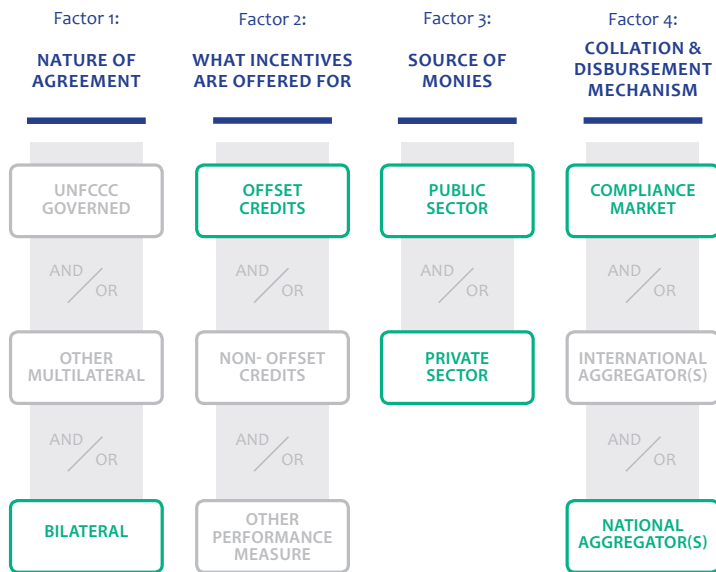 Factor 1:
NATURE OF
AGREEMENT
UNFCCC
GOVERNED
AND
OR
OTHER
MULTILATERAL
AND
OR
BILATERAL
Factor 2:
WHAT INCENTIVES
ARE OFFERED FOR
OFFSET
CREDITS
AND
OR
NON- OFFSET
CREDITS
AND
OR
OTHER
PERFORMANCE
MEASURE
Factor 3:
SOURCE OF
MONIES
PUBLIC
SECTOR
AND
OR
PRIVATE
SECTOR
Factor 4:
COLLATION &
DISBURSEMENT
MECHANISM
COMPLIANCE
MARKET
AND
OR
INTERNATIONAL
AGGREGATOR(S)
AND
OR
NATIONAL
AGGREGATOR(S)